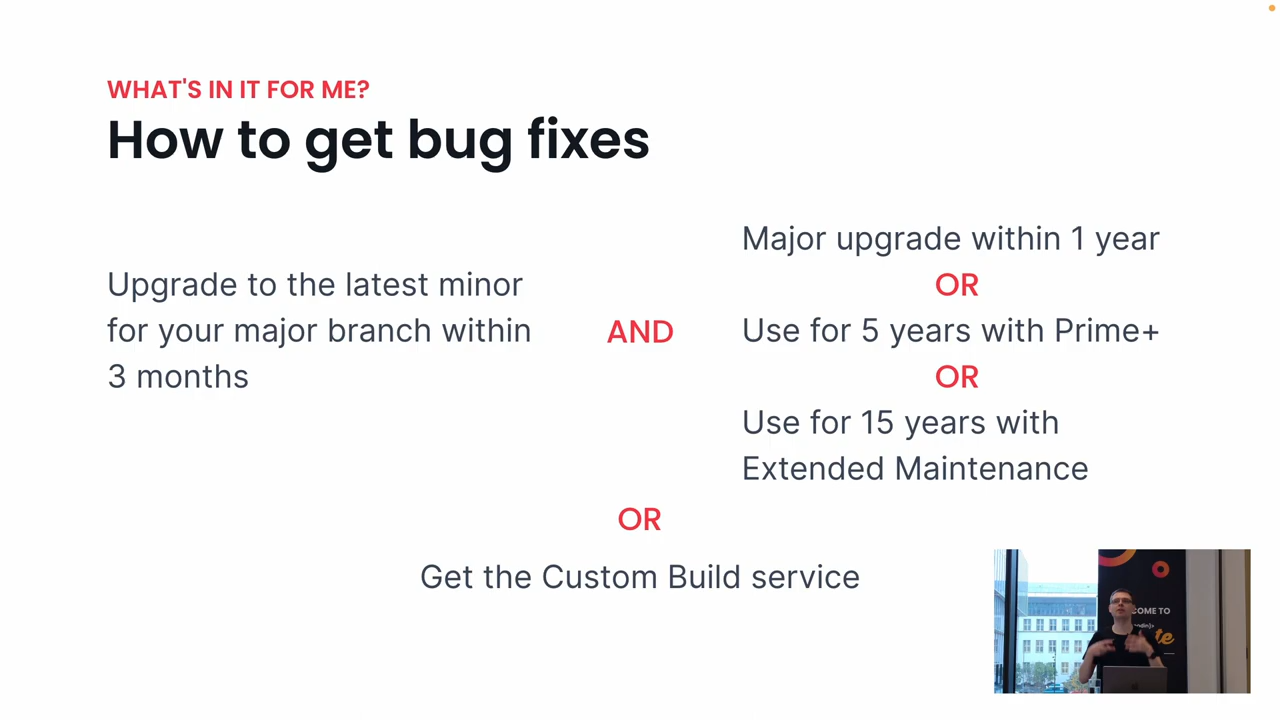 WHAT'S IN IT FOR ME?
How to get bug fixes
Upgrade to the latest minor
for your major branch within
3 months
AND
Major upgrade within 1 year
OR
Use for 5 years with Prime+
OR
Use for 15 years with
Extended Maintenance
OR
Get the Custom Build service
COME TO